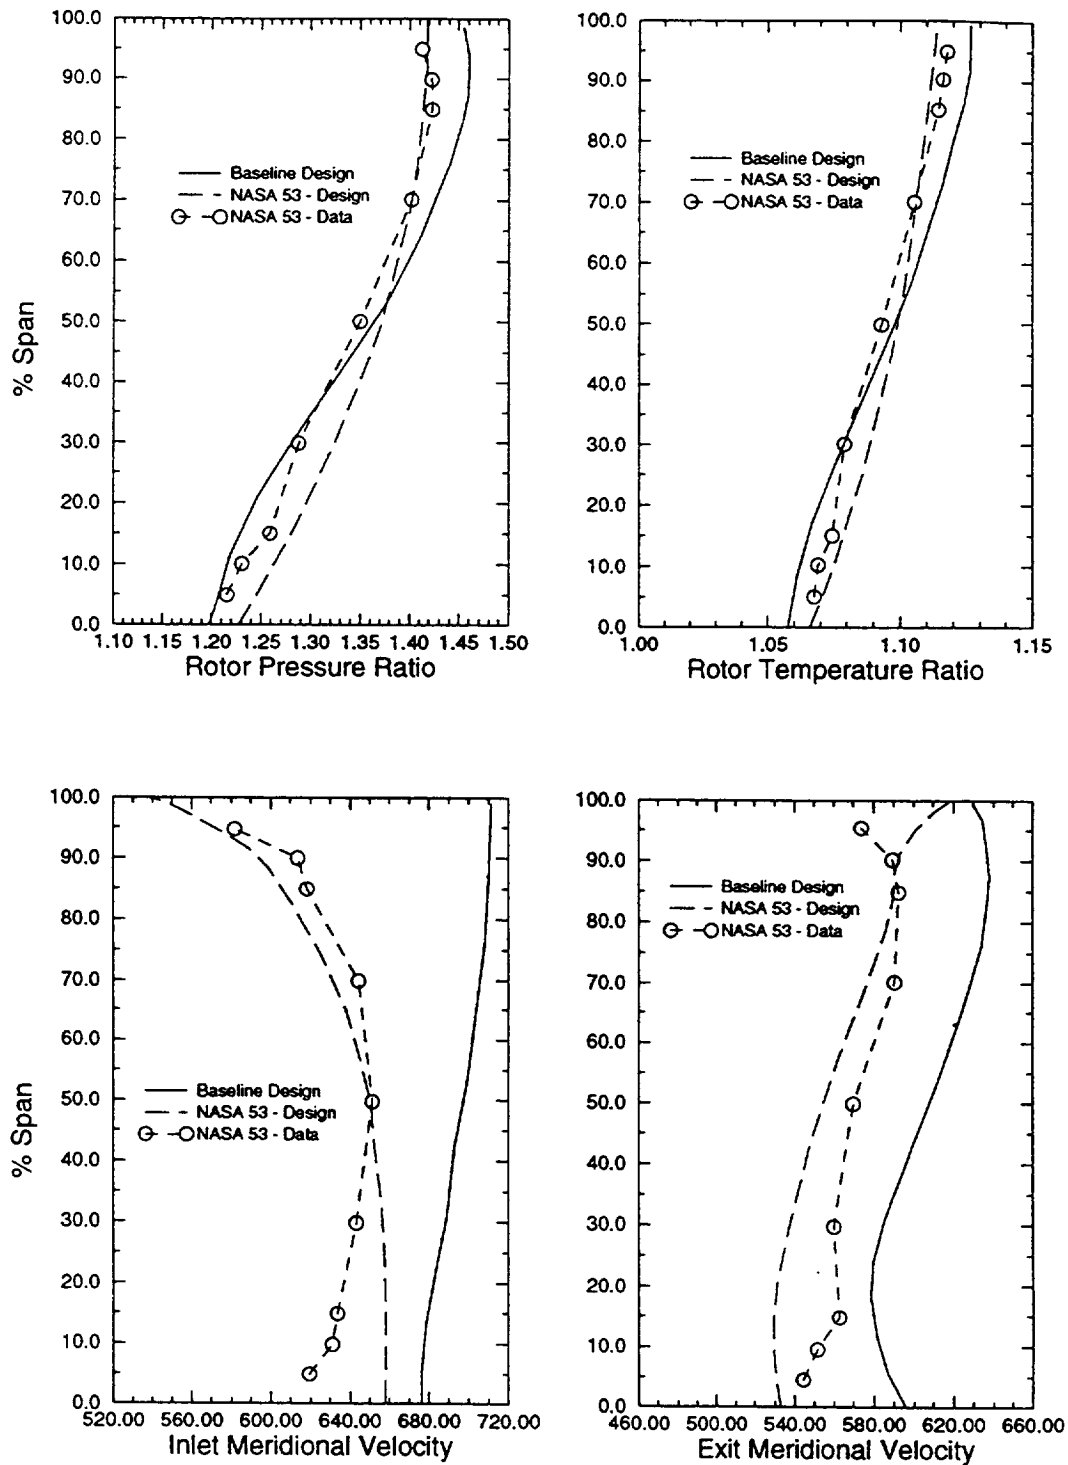 100.0
90.0
80.0
70.0
60.0
50.0
40.0
30.0
20.0
10.0
0.0
% Span
Baseline Design
NASA 53 - Design
NASA 53 - Data
1.10 1.15 1.20 1.25 1.30 1.35 1.40 1.45 1.50
Rotor Pressure Ratio
100.0
90.0
80.0
70.0
60.0
50.0
40.0
30.0
20.0
10.0
0.0
Baseline Design
NASA 53 - Design
NASA 53 - Data
1.00 1.05 1.10 1.15
Rotor Temperature Ratio
100.0
90.0
80.0
70.0
60.0
50.0
40.0
30.0
20.0
10.0
0.0
% Span
Baseline Design
NASA 53 - Design
NASA 53 - Data
520.00 560.00 600.00 640.00 680.00 720.00
Inlet Meridional Velocity
100.0
90.0
80.0
70.0
60.0
50.0
40.0
30.0
20.0
10.0
0.0
Baseline Design
NASA 53 - Design
NASA 53 - Data
460.00 500.00 540.00 580.00 620.00 660.00
Exit Meridional Velocity